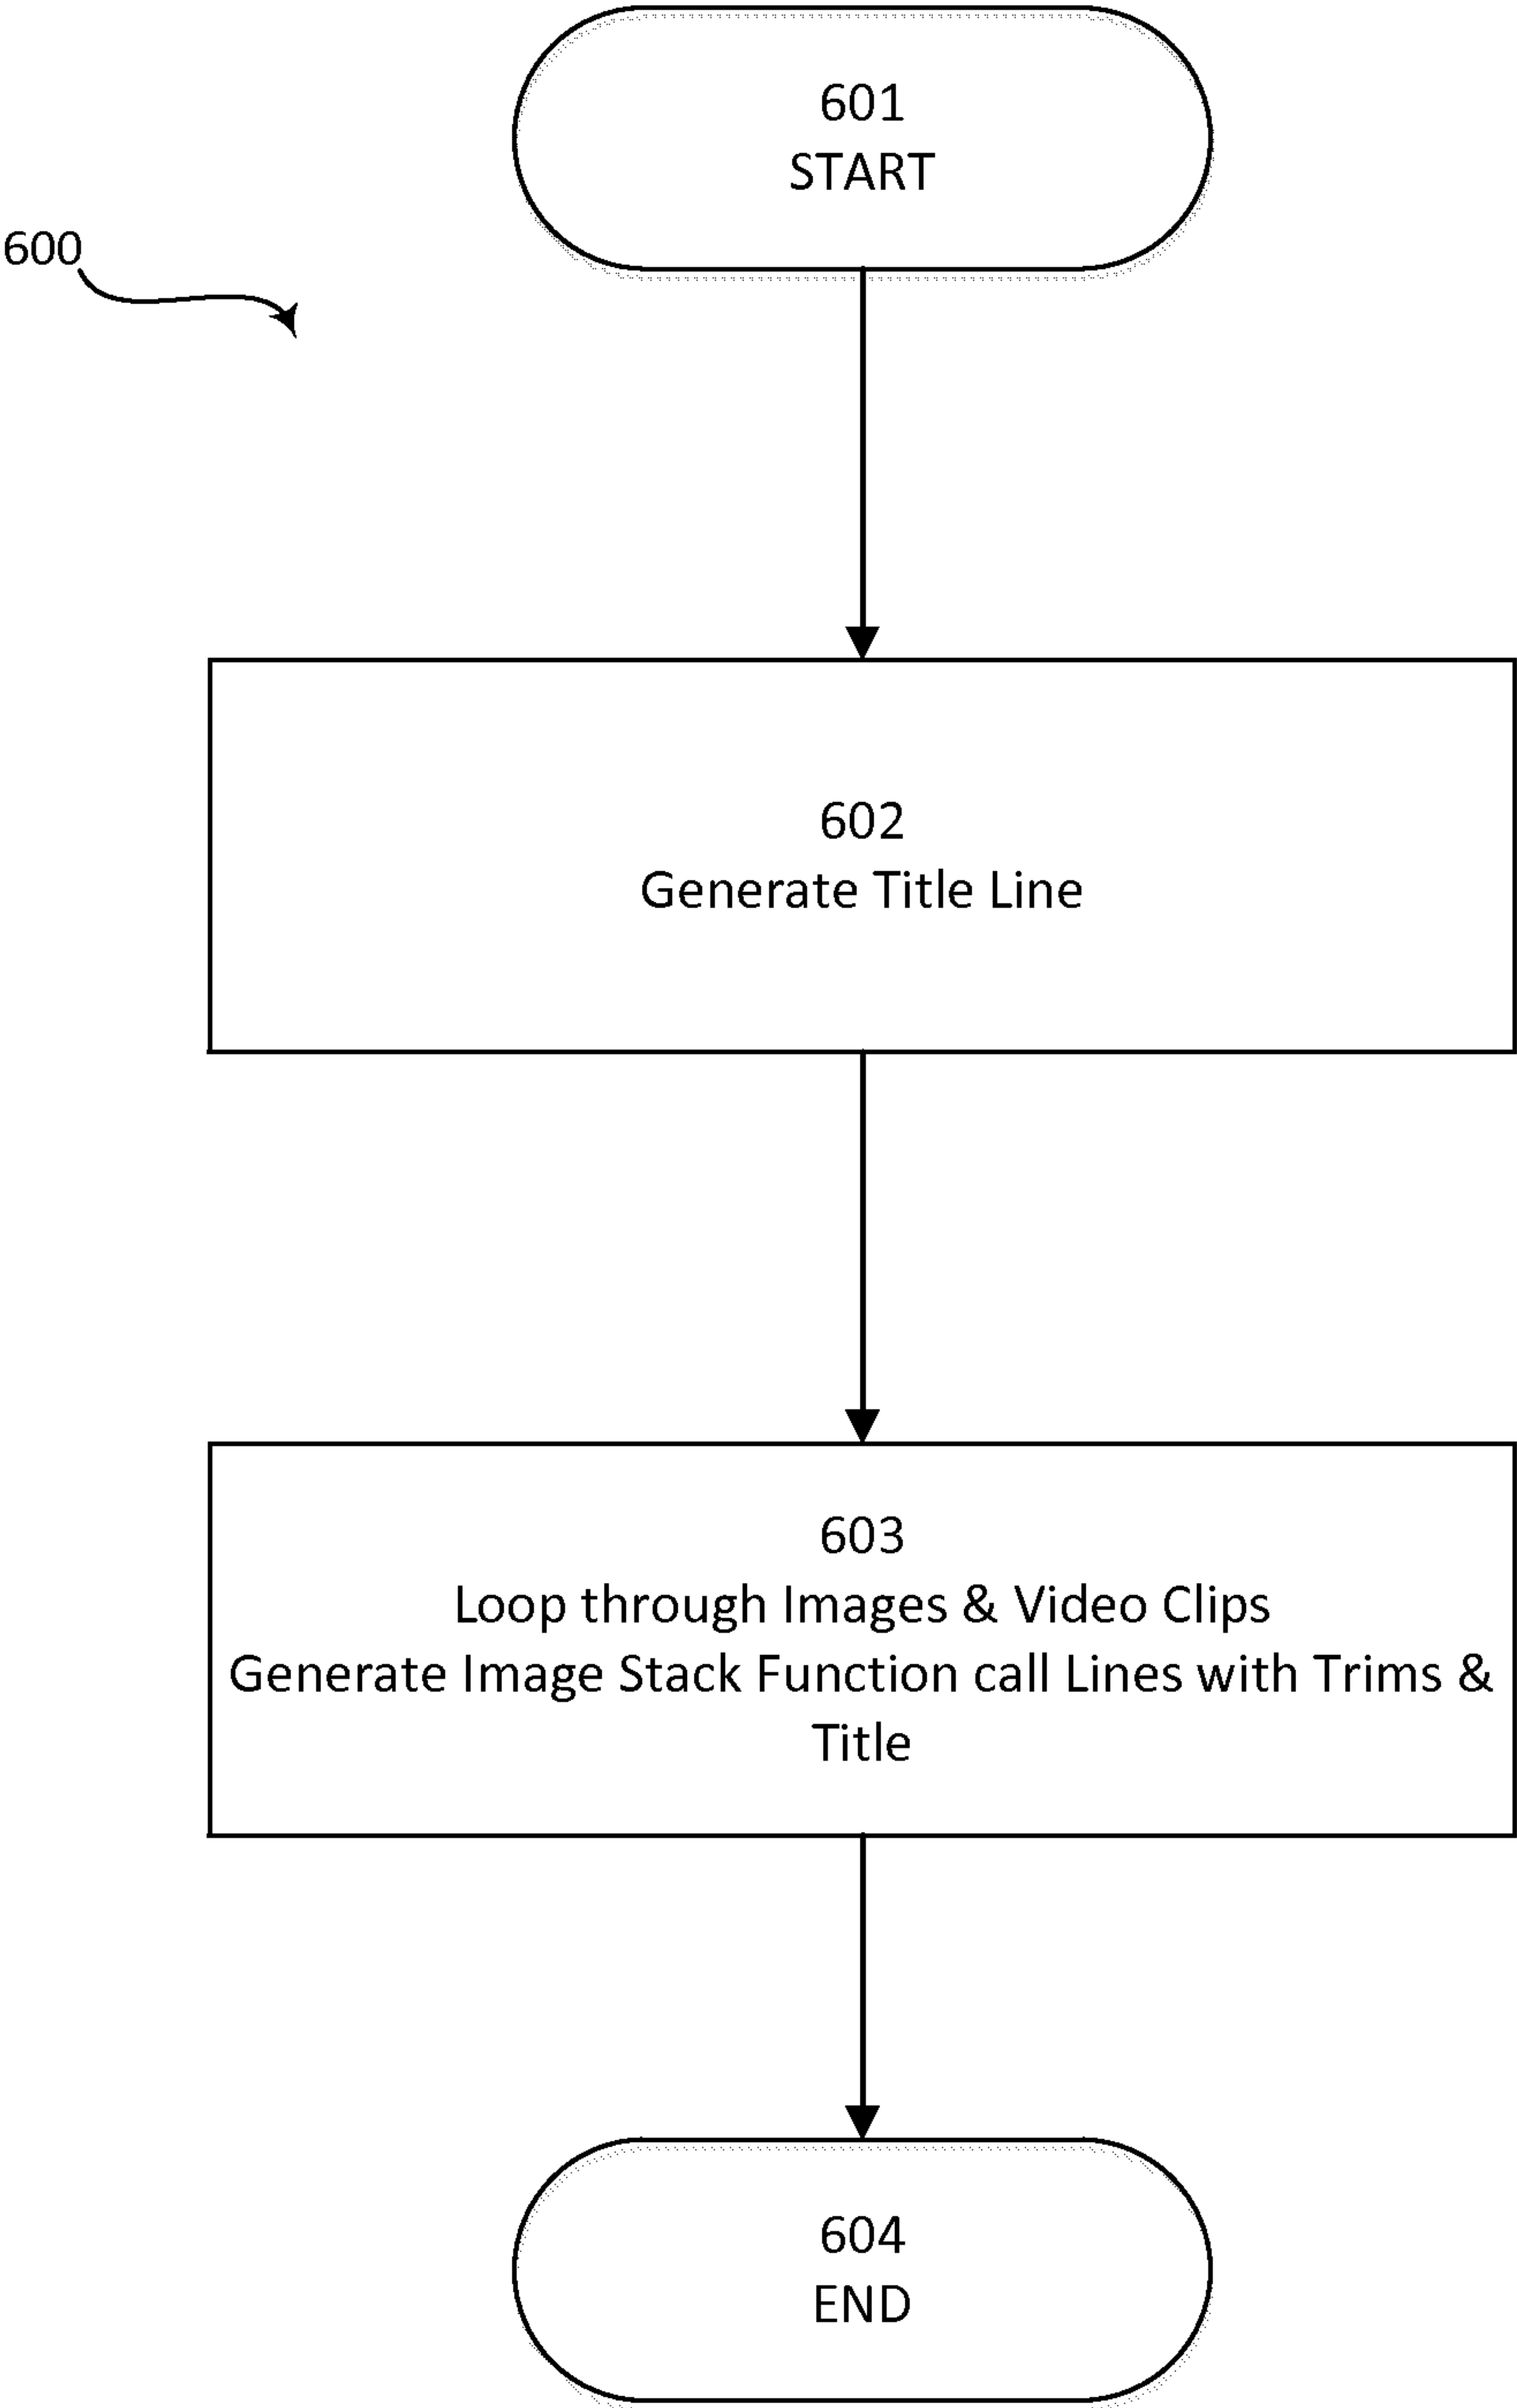 601
START
600
602
Generate Title Line
603
Loop through Images & Video Clips
Generate Image Stack Function call Lines with Trims &
Title
604
END